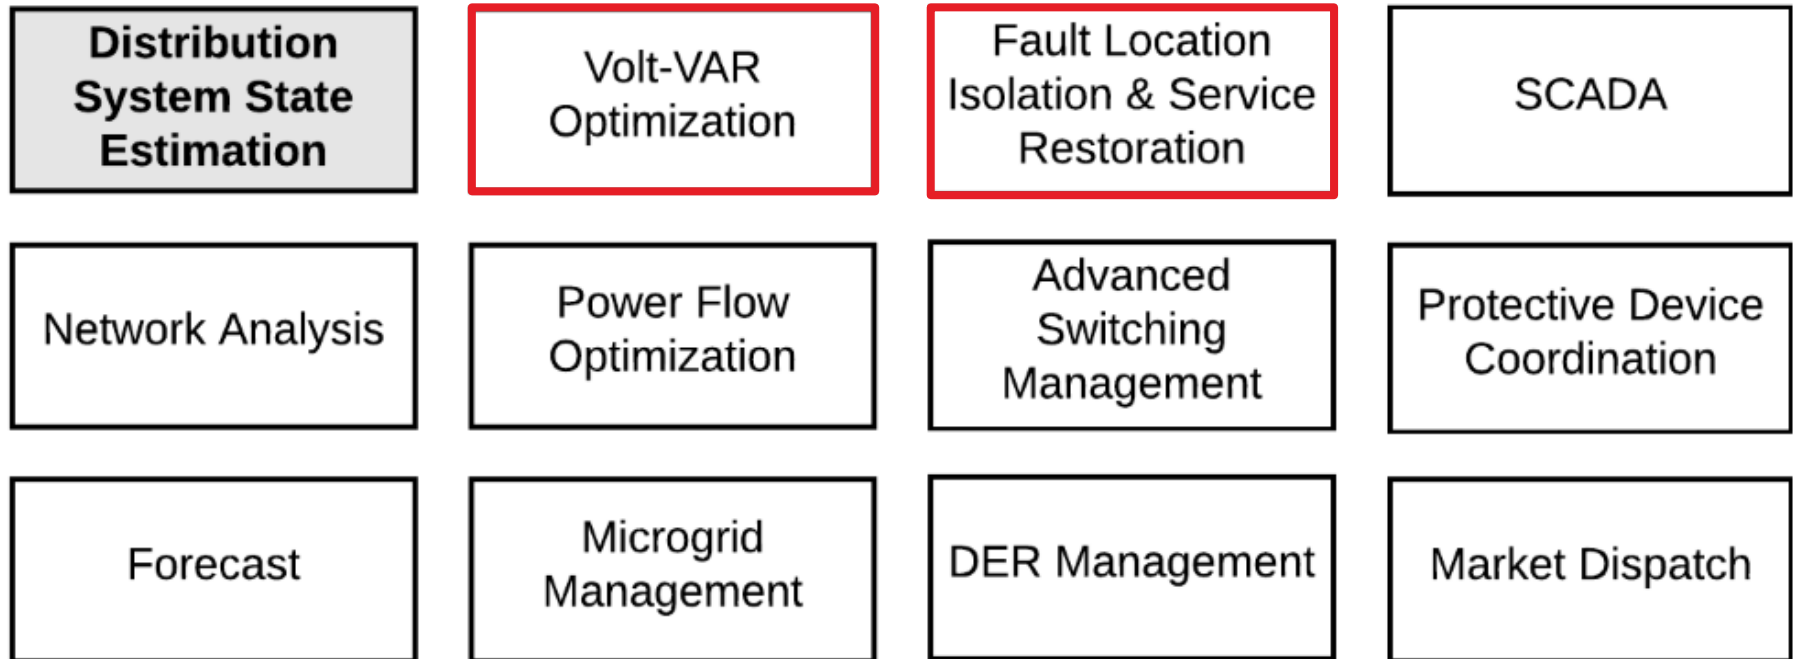 Distribution
System State
Estimation
Volt-VAR
Optimization
Fault Location
Isolation & Service
Restoration
SCADA
Network Analysis
Power Flow
Optimization
Advanced
Switching
Management
Protective Device
Coordination
Forecast
Microgrid
Management
DER Management
Market Dispatch